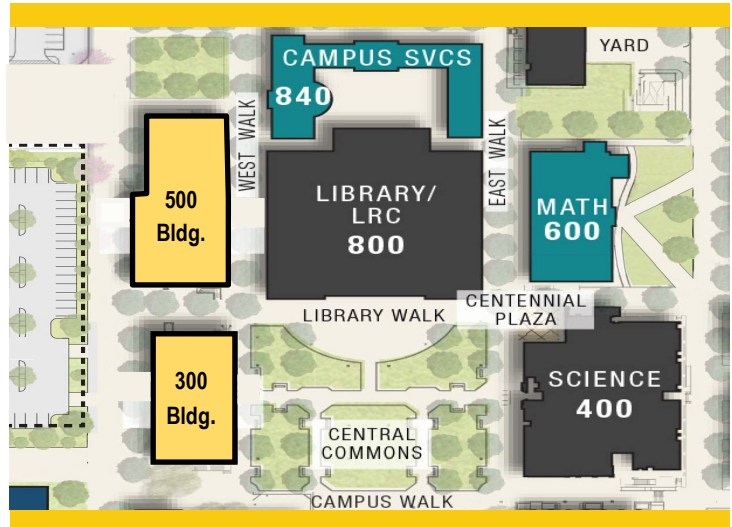 YARD
CAMPUS SVCS
840
WEST WALK
EAST WALK
500
Bldg.
LIBRARY/
LRC
800
MATH
600
CENTENNIAL
PLAZA
LIBRARY WALK
300
Bldg.
SCIENCE
400
CENTRAL
COMMONS
CAMPUS WALK